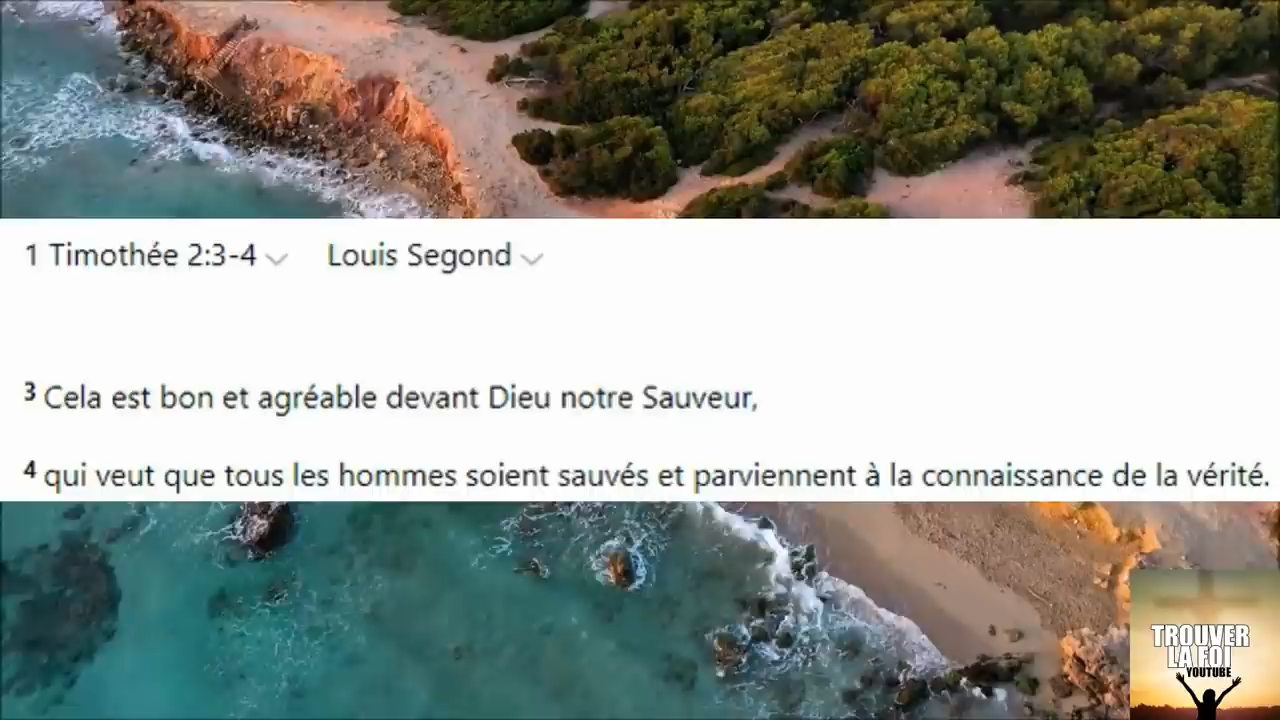 1 Timothée 2:3-4 Louis Segond
3 Cela est bon et agréable devant Dieu notre Sauveur,
4 qui veut que tous les hommes soient sauvés et parviennent à la connaissance de la vérité.
TROUVER
LA FOI
YOUTUBE